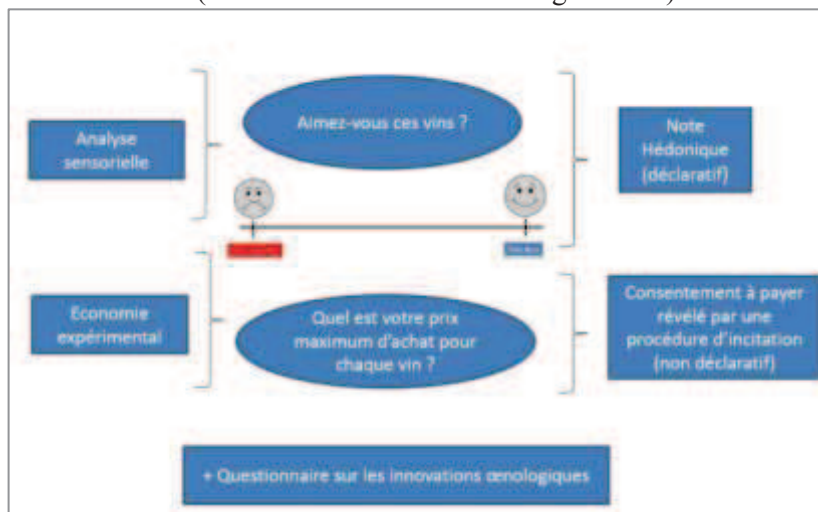 Analyse
sensorielle
Aimez-vous ces vins ?
Note
Hédonique
(déclaratif)
Economie
expérimental
Quel est votre prix
maximum d'achat pour
chaque vin ?
Consentement à payer
révélé par une
procédure d'incitation
(non déclaratif)
+ Questionnaire sur les innovations œnologiques